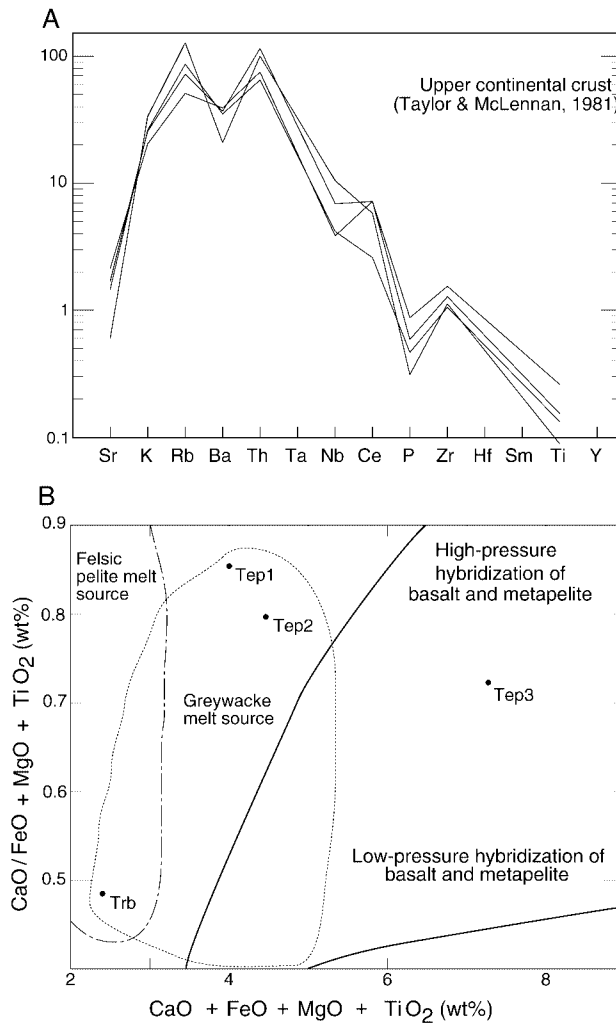 A
100
10
1
0.1
Upper continental crust
(Taylor & McLennan, 1981)
Sr K Rb Ba Th Ta Nb Ce P Zr Hf Sm Ti Y
B
0.9
0.8
0.7
0.5
CaO / FeO + MgO + TiO2 (wt%)
Felsic
pelite melt
source
Tep1
Tep2
Greywacke
melt source
High-pressure
hybridization of
basalt and metapelite
Tep3
Low-pressure hybridization of
basalt and metapelite
Trb
2 4 6 8
CaO + FeO + MgO + TiO2 (wt%)